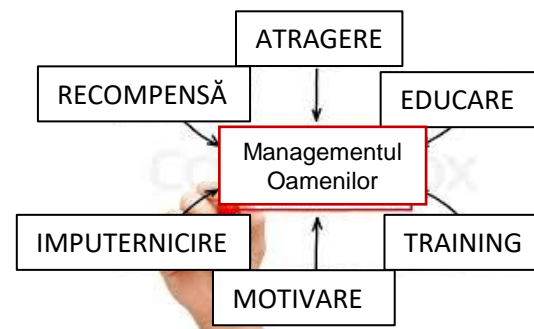 ATRAGERE
RECOMPENSĂ
EDUCARE
Managementul
Oamenilor
IMPUTERNICIRE
TRAINING
MOTIVARE